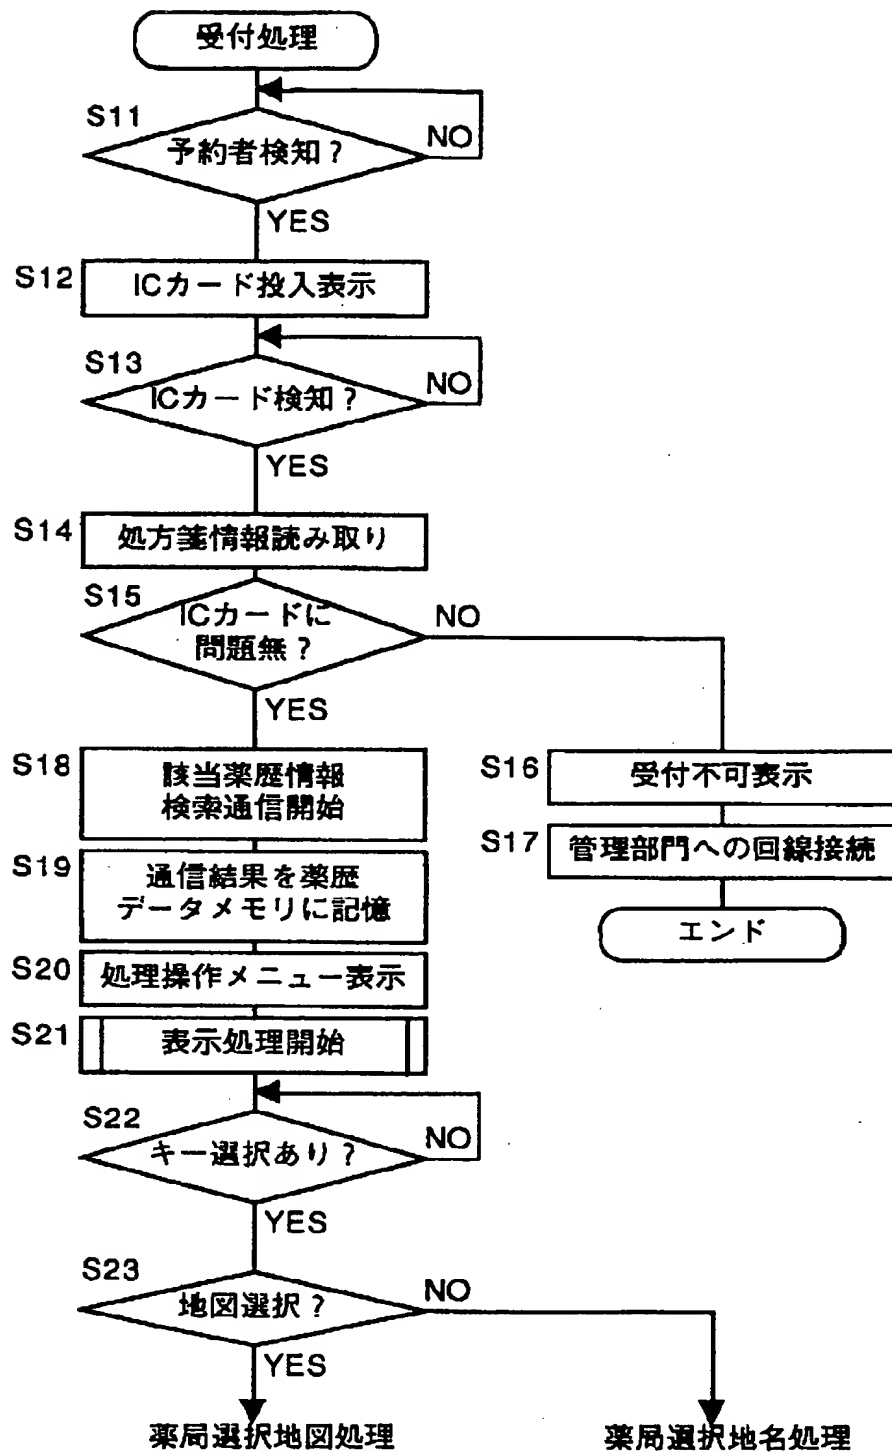 受付処理
S11
予約者検知?
NO
YES
S12
ICカード投入表示
S13
ICカード検知?
NO
YES
S14
処方箋情報読み取り
S15
ICカードに
問題無?
NO
YES
S18
該当薬歴情報
検索通信開始
S16
受付不可表示
S19
通信結果を薬歴
データメモリに記憶
S17
管理部門への回線接続
エンド
S20
処理操作メニュー表示
S21
表示処理開始
S22
キー選択あり?
NO
YES
S23
地図選択?
NO
YES
薬局選択地図処理
薬局選択地名処理